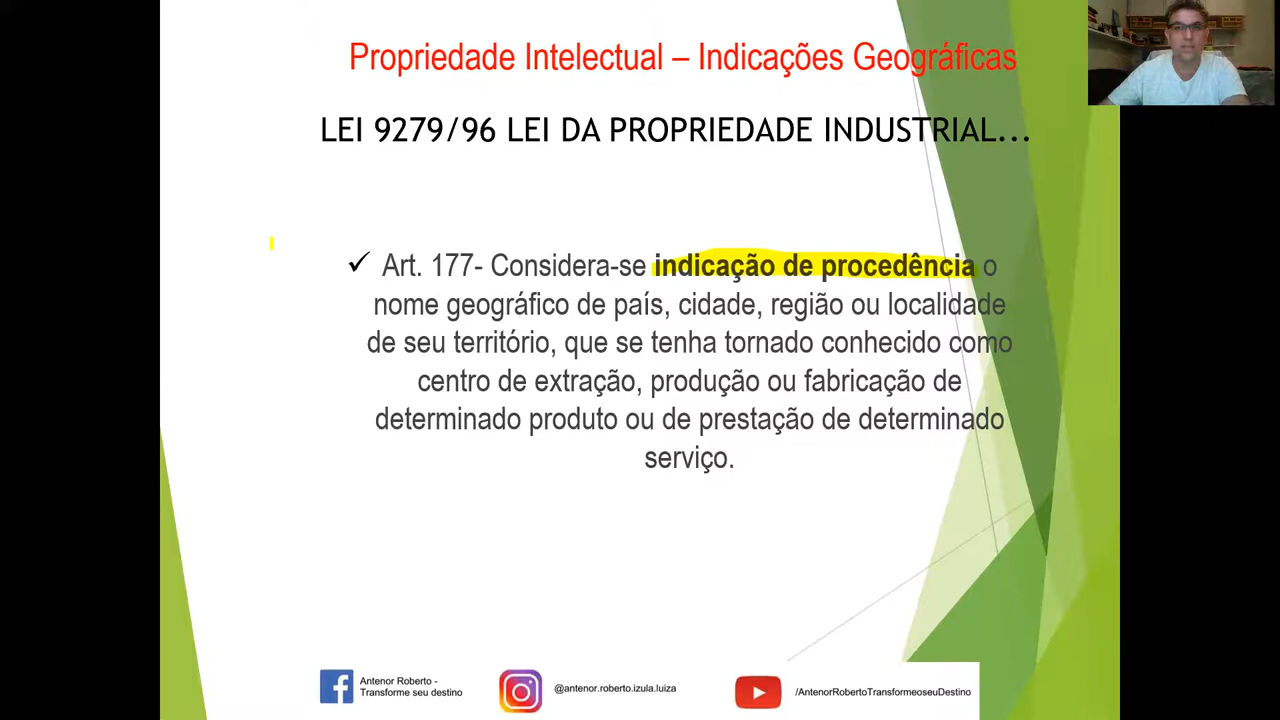 Propriedade Intelectual – Indicações Geográficas
LEI 9279/96 LEI DA PROPRIEDADE INDUSTRIAL...
✓ Art. 177- Considera-se indicação de procedência o
nome geográfico de país, cidade, região ou localidade
de seu território, que se tenha tornado conhecido como
centro de extração, produção ou fabricação de
determinado produto ou de prestação de determinado
serviço.
Antenor Roberto -
Transforme seu destino
@antenor.roberto.izula.luiza
/AntenorRobertoTransformeoseuDestino